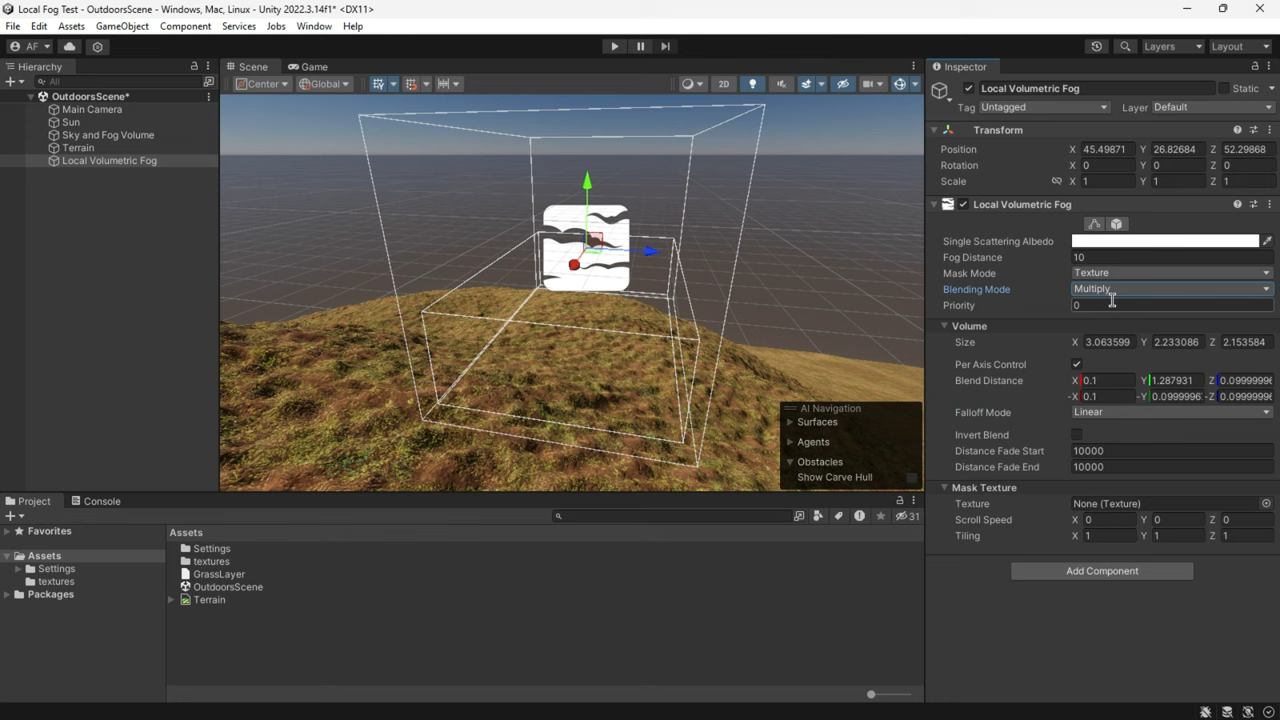 Local Fog Test - OutdoorsScene - Windows, Mac, Linux - Unity 2022.3.14f1* <DX11>
File Edit Assets GameObject Component Services Jobs Window Help
AF Layers Layout
Hierarchy
All
OutdoorsScene*
Main Camera
Sun
Sky and Fog Volume
Terrain
Local Volumetric Fog
Scene Game
Center Global 2D
AI Navigation
Surfaces
Agents
Obstacles
Show Carve Hull
Inspector
Local Volumetric Fog Static
Tag Untagged Layer Default
Transform
Position X 45.49871 Y 26.82684 Z 52.29868
Rotation X 0 Y 0 Z 0
Scale X 1 Y 1 Z 1
Local Volumetric Fog
Single Scattering Albedo
Fog Distance 10
Mask Mode Texture
Blending Mode Multiply
Priority 0
Volume
Size X 3.063599 Y 2.233086 Z 2.153584
Per Axis Control
Blend Distance X 0.1 Y 1.287931 Z 0.0999999
-X 0.1 -Y 0.0999996 -Z 0.0999999
Falloff Mode Linear
Invert Blend
Distance Fade Start 10000
Distance Fade End 10000
Mask Texture
Texture None (Texture)
Scroll Speed X 0 Y 0 Z 0
Tiling X 1 Y 1 Z 1
Add Component
Project Console
31
Favorites
Assets
Settings
textures
Packages
Assets
Settings
textures
GrassLayer
OutdoorsScene
Terrain